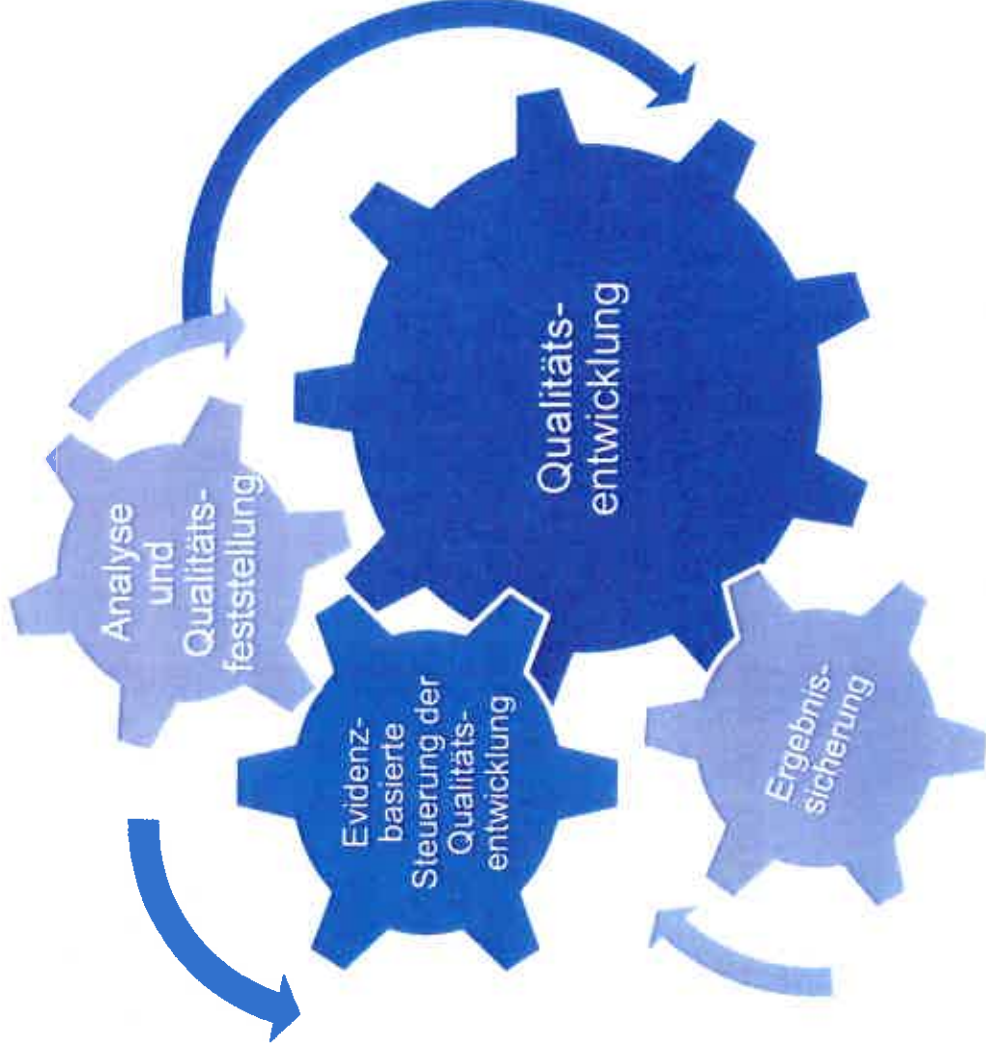 Analyse
und
Qualitäts-
feststellung
Evidenz-
basierte
Steuerung der
Qualitäts-
entwicklung
Qualitäts-
entwicklung
Ergebnis-
sicherung